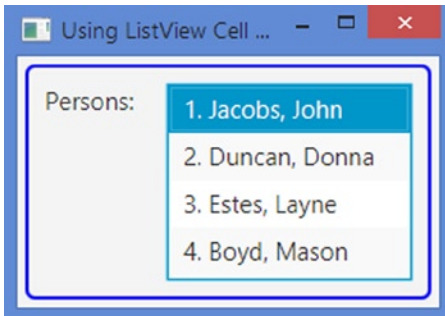 Using ListView Cell ...
Persons:
1. Jacobs, John
2. Duncan, Donna
3. Estes, Layne
4. Boyd, Mason